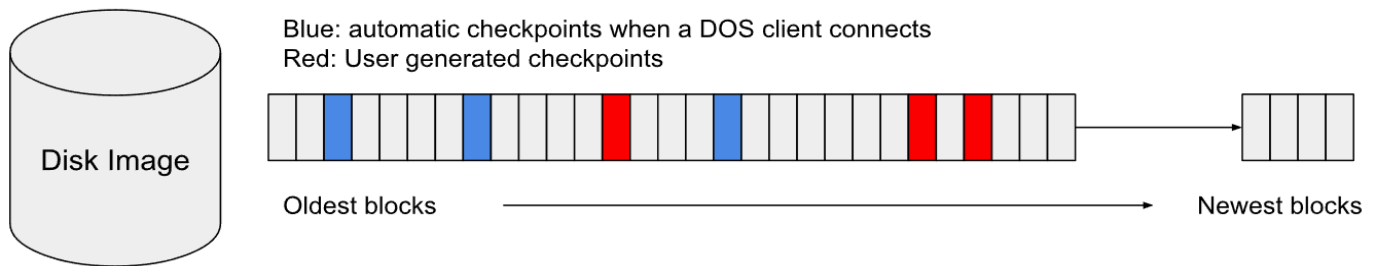 Blue: automatic checkpoints when a DOS client connects
Red: User generated checkpoints
Disk Image
Oldest blocks
Newest blocks